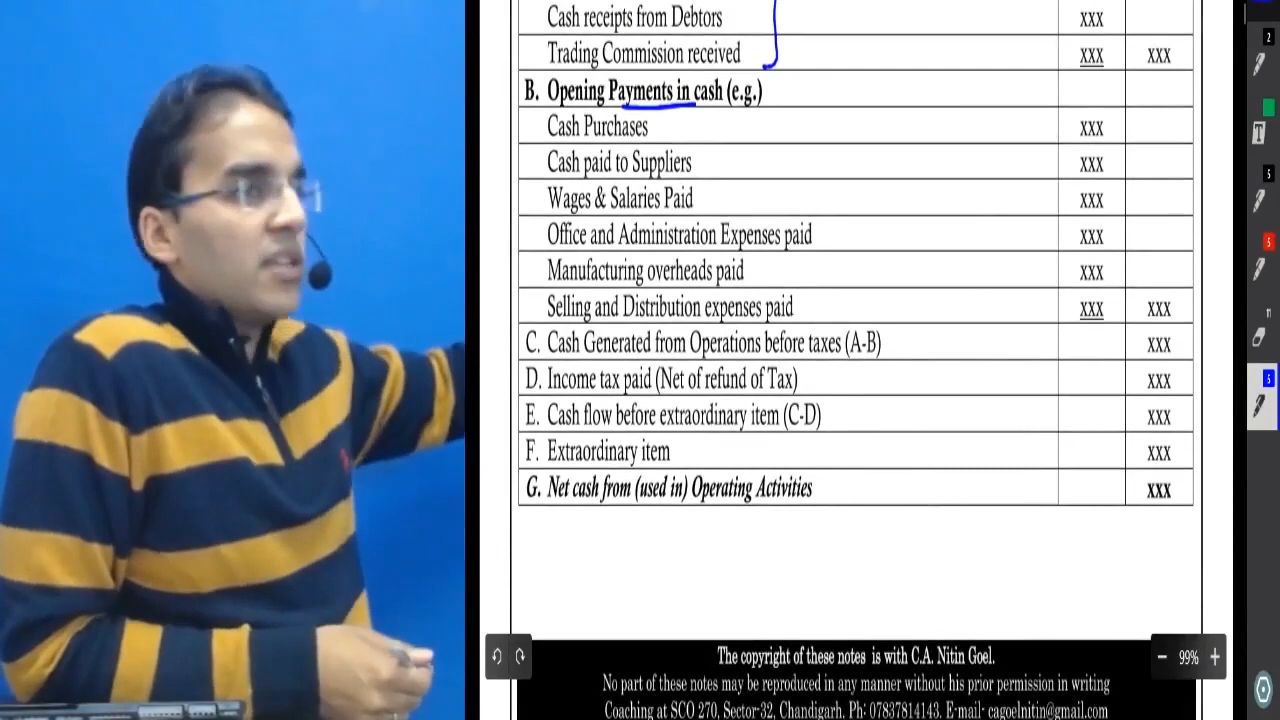 Cash receipts from Debtors xxx
Trading Commission received xxx xxx
B. Opening Payments in cash (e.g.)
Cash Purchases xxx
Cash paid to Suppliers xxx
Wages & Salaries Paid xxx
Office and Administration Expenses paid xxx
Manufacturing overheads paid xxx
Selling and Distribution expenses paid xxx xxx
C. Cash Generated from Operations before taxes (A-B) xxx
D. Income tax paid (Net of refund of Tax) xxx
E. Cash flow before extraordinary item (C-D) xxx
F. Extraordinary item xxx
G. Net cash from (used in) Operating Activities xxx
99%
The copyright of these notes is with C.A. Nitin Goel.
No part of these notes may be reproduced in any manner without his prior permission in writing
Coaching at SCO 270, Sector-32, Chandigarh. Ph: 07837814143. E-mail- cagoelnitin@gmail.com
2
T
5
5
5